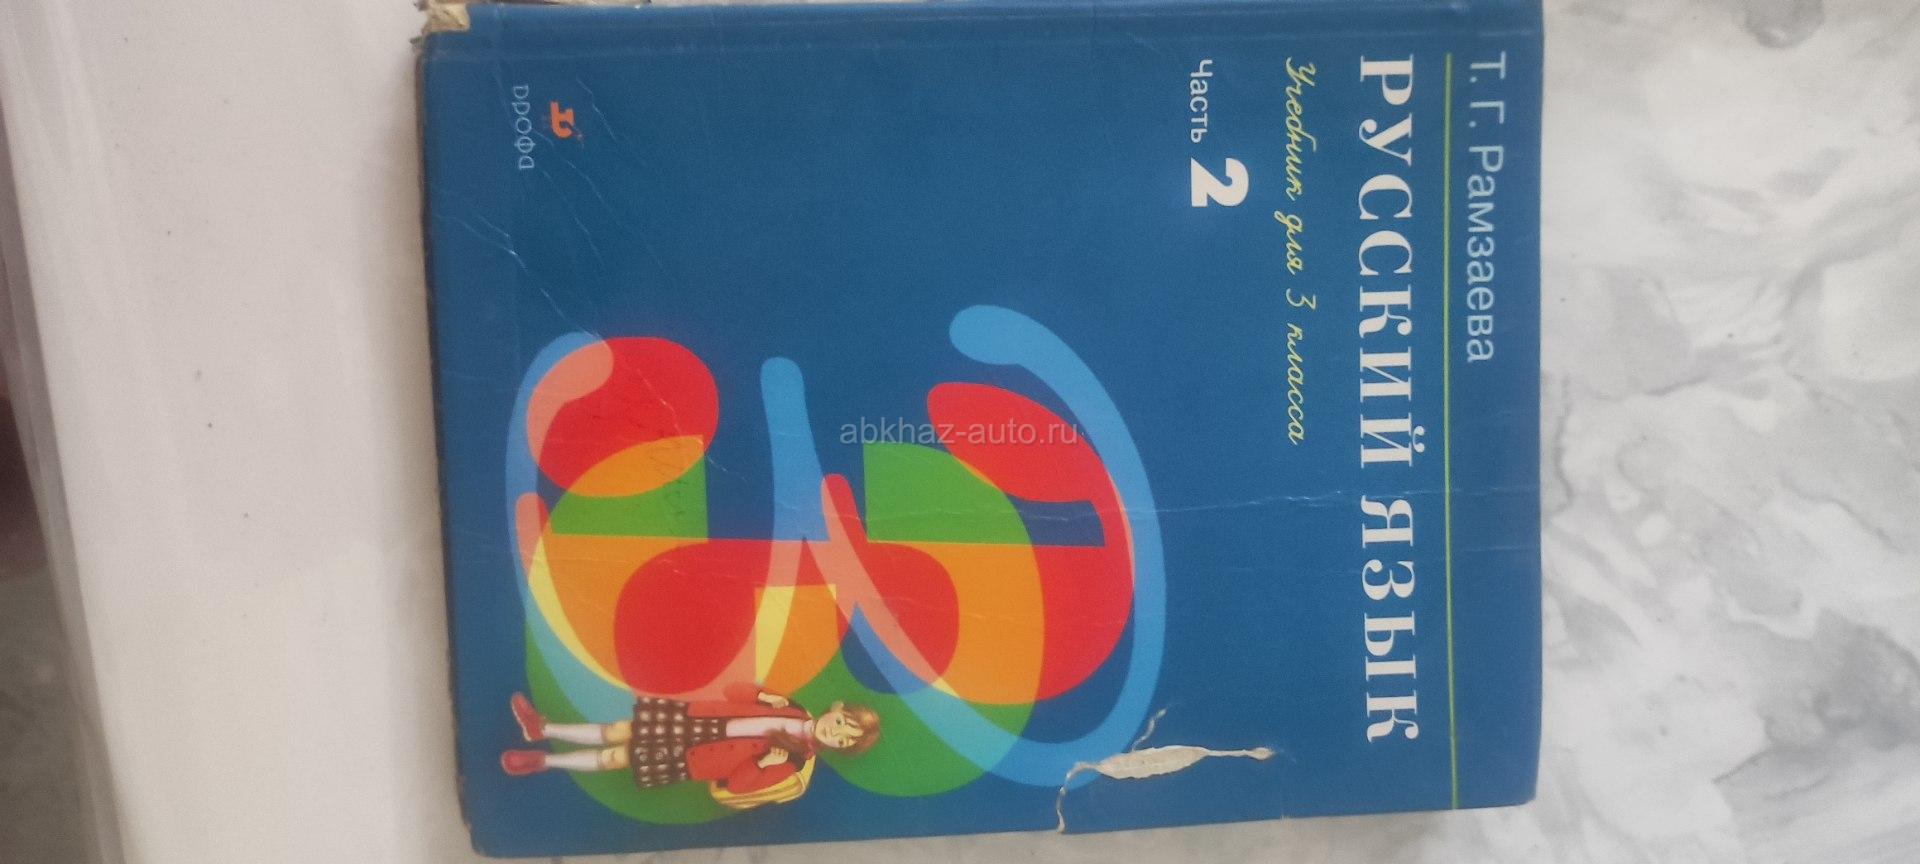 Т. Г. Рамзаева
РУССКИЙ ЯЗЫК
Учебник для 3 класса
Часть 2
ДРОФА
abkhaz-auto.ru